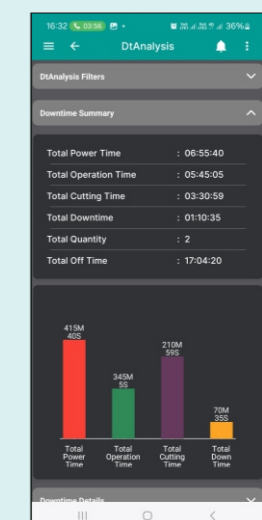 16:32 03:56 36%
DtAnalysis
DtAnalysis Filters
Downtime Summary
Total Power Time : 06:55:40
Total Operation Time : 05:45:05
Total Cutting Time : 03:30:59
Total Downtime : 01:10:35
Total Quantity : 2
Total Off Time : 17:04:20
415M
40S
345M
5S
210M
59S
70M
35S
Total Power Time
Total Operation Time
Total Cutting Time
Total Down Time
Downtime Details